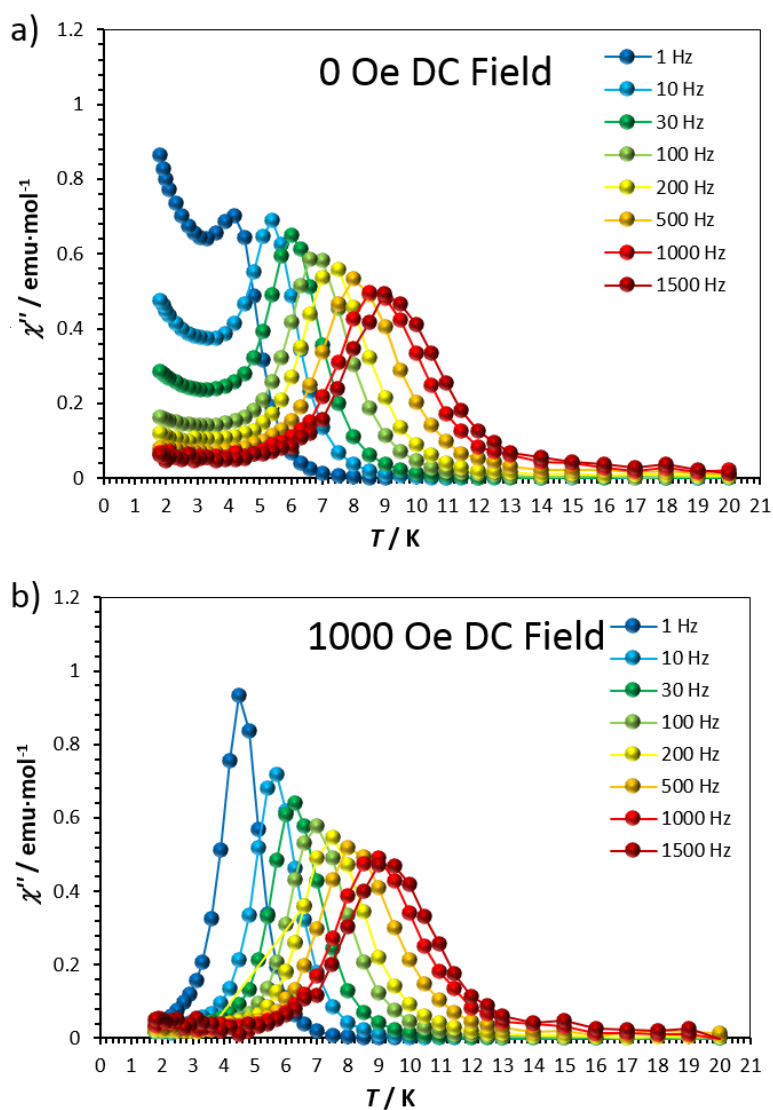 a)
0 Oe DC Field
1.2
1
0.8
0.6
0.4
0.2
0
χ'' / emu·mol⁻¹
1 Hz
10 Hz
30 Hz
100 Hz
200 Hz
500 Hz
1000 Hz
1500 Hz
0 1 2 3 4 5 6 7 8 9 10 11 12 13 14 15 16 17 18 19 20 21
T / K
b)
1000 Oe DC Field
1.2
1
0.8
0.6
0.4
0.2
0
χ'' / emu·mol⁻¹
1 Hz
10 Hz
30 Hz
100 Hz
200 Hz
500 Hz
1000 Hz
1500 Hz
0 1 2 3 4 5 6 7 8 9 10 11 12 13 14 15 16 17 18 19 20 21
T / K